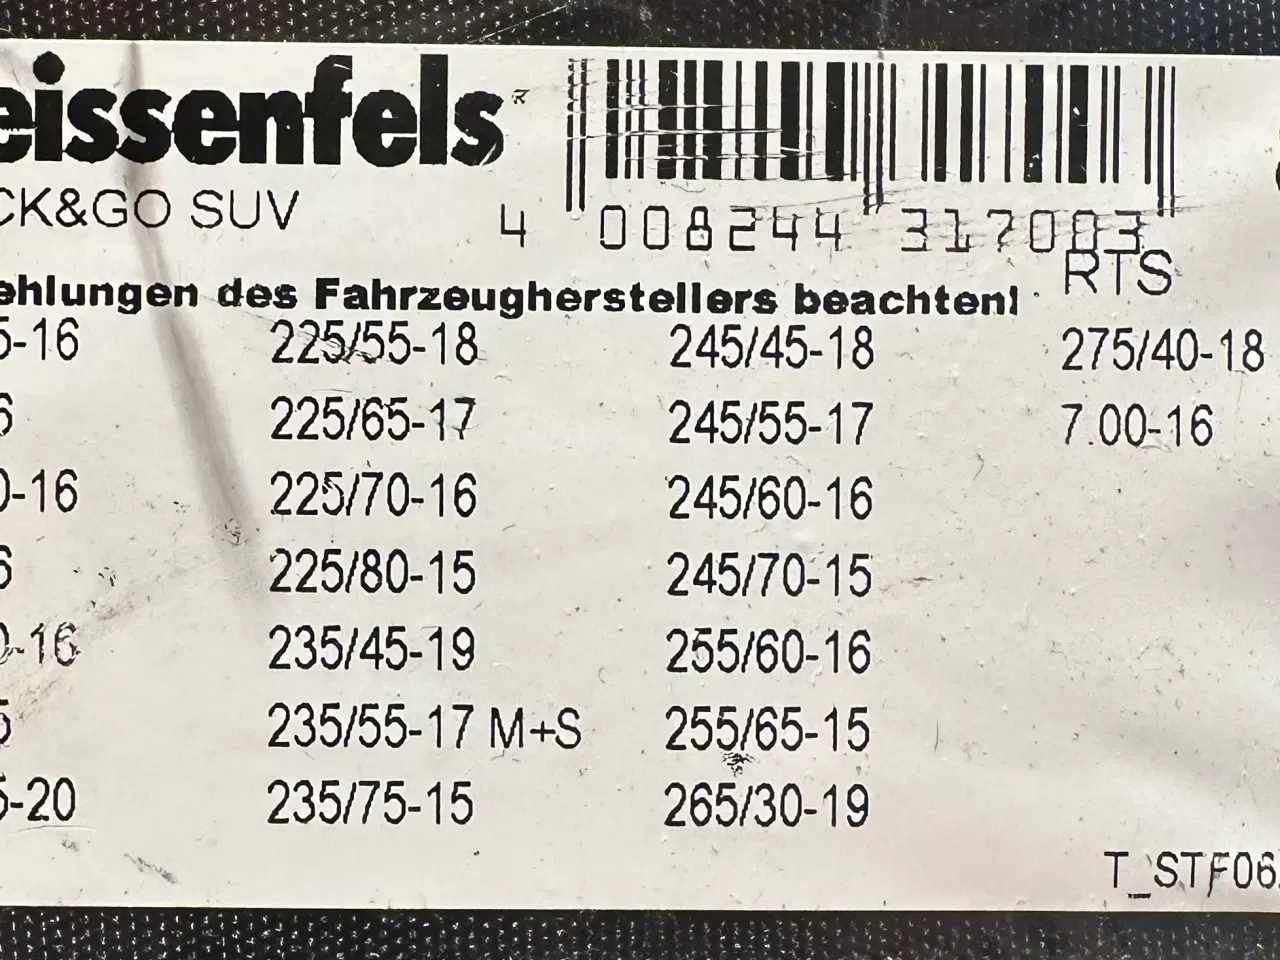 eissenfels
CK&GO SUV
4 008244 317083
RTS
ehlungen des Fahrzeugherstellers beachten!
5-16 225/55-18 245/45-18 275/40-18
6 225/65-17 245/55-17 7.00-16
0-16 225/70-16 245/60-16
6 225/80-15 245/70-15
0-16 235/45-19 255/60-16
5 235/55-17 M+S 255/65-15
5-20 235/75-15 265/30-19
T_STF06